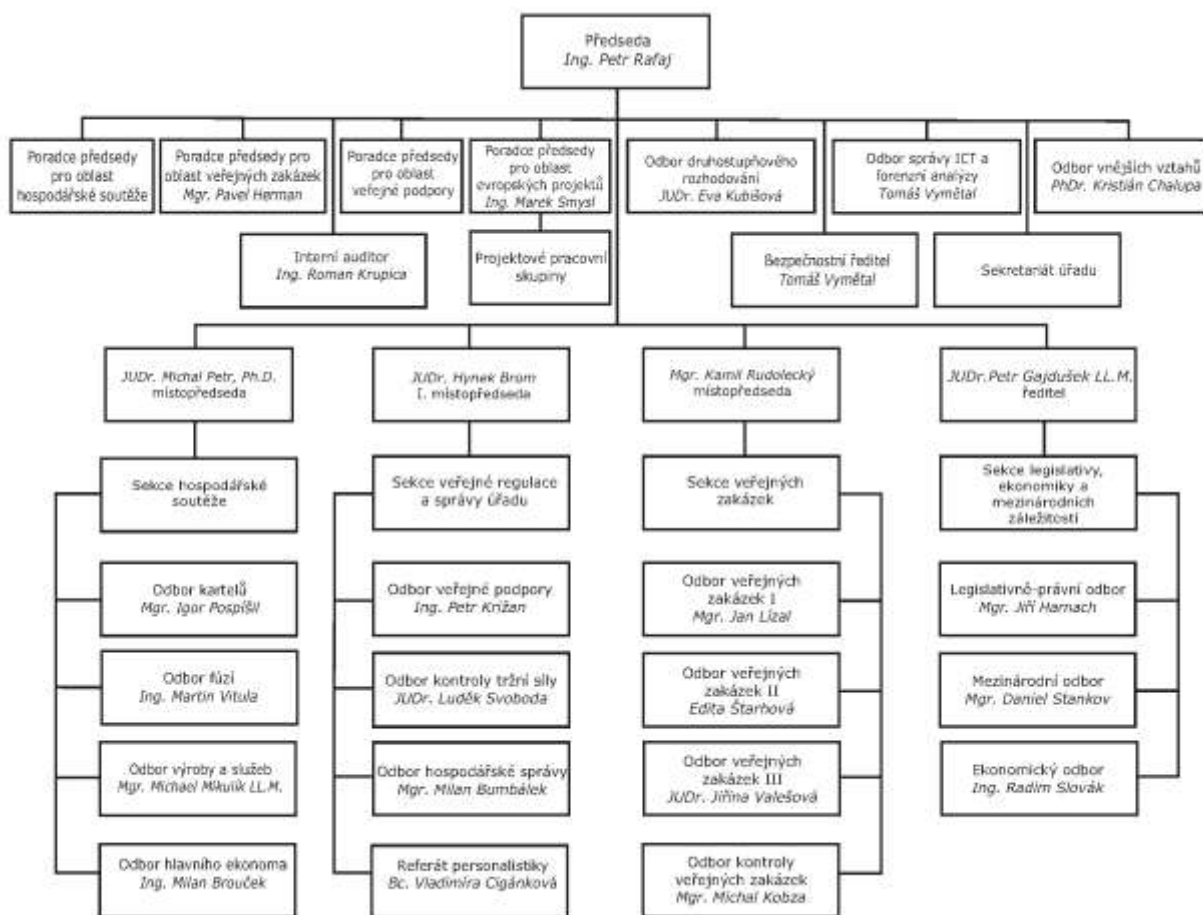 Předseda
Ing. Petr Rafaj
Poradce předsedy
pro oblast
hospodářské soutěže
Poradce předsedy pro
oblast veřejných zakázek
Mgr. Pavel Herman
Poradce předsedy
pro oblast
veřejné podpory
Poradce předsedy
pro oblast
evropských projektů
Ing. Marek Smysl
Odbor druhostupňového
rozhodování
JUDr. Eva Kubišová
Odbor správy ICT a
forenzní analýzy
Tomáš Vymětal
Odbor vnějších vztahů
PhDr. Kristián Chalupa
Interní auditor
Ing. Roman Krupica
Projektové pracovní
skupiny
Bezpečnostní ředitel
Tomáš Vymětal
Sekretariát úřadu
JUDr. Michal Petr, Ph.D.
místopředseda
JUDr. Hynek Brom
I. místopředseda
Mgr. Kamil Rudolecký
místopředseda
JUDr.Petr Gajdušek LL.M.
ředitel
Sekce hospodářské
soutěže
Sekce veřejné regulace
a správy úřadu
Sekce veřejných
zakázek
Sekce legislativy,
ekonomiky a
mezinárodních
záležitostí
Odbor kartelů
Mgr. Igor Pospíšil
Odbor veřejné podpory
Ing. Petr Križan
Odbor veřejných
zakázek I
Mgr. Jan Lízal
Legislativně-právní odbor
Mgr. Jiří Harnach
Odbor fúzí
Ing. Martin Vitula
Odbor kontroly tržní síly
JUDr. Luděk Svoboda
Odbor veřejných
zakázek II
Edita Štarhová
Mezinárodní odbor
Mgr. Daniel Stankov
Odbor výroby a služeb
Mgr. Michael Mikulík LL.M.
Odbor hospodářské správy
Mgr. Milan Bumbálek
Odbor veřejných
zakázek III
JUDr. Jiřina Valešová
Ekonomický odbor
Ing. Radim Slovák
Odbor hlavního ekonoma
Ing. Milan Brouček
Referát personalistiky
Bc. Vladimíra Cigánková
Odbor kontroly
veřejných zakázek
Mgr. Michal Kobza